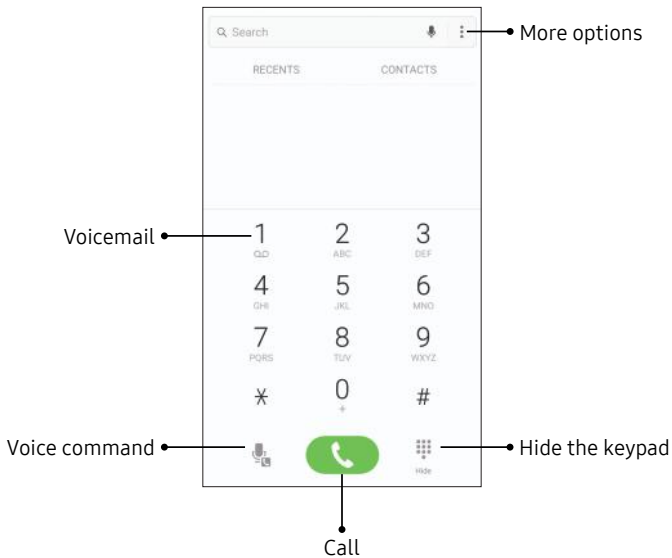 Search
More options
RECENTS CONTACTS
Voicemail
1 2 3
ABC DEF
4 5 6
GHI JKL MNO
7 8 9
PQRS TUV WXYZ
* 0 #
+
Voice command
Hide the keypad
Hide
Call